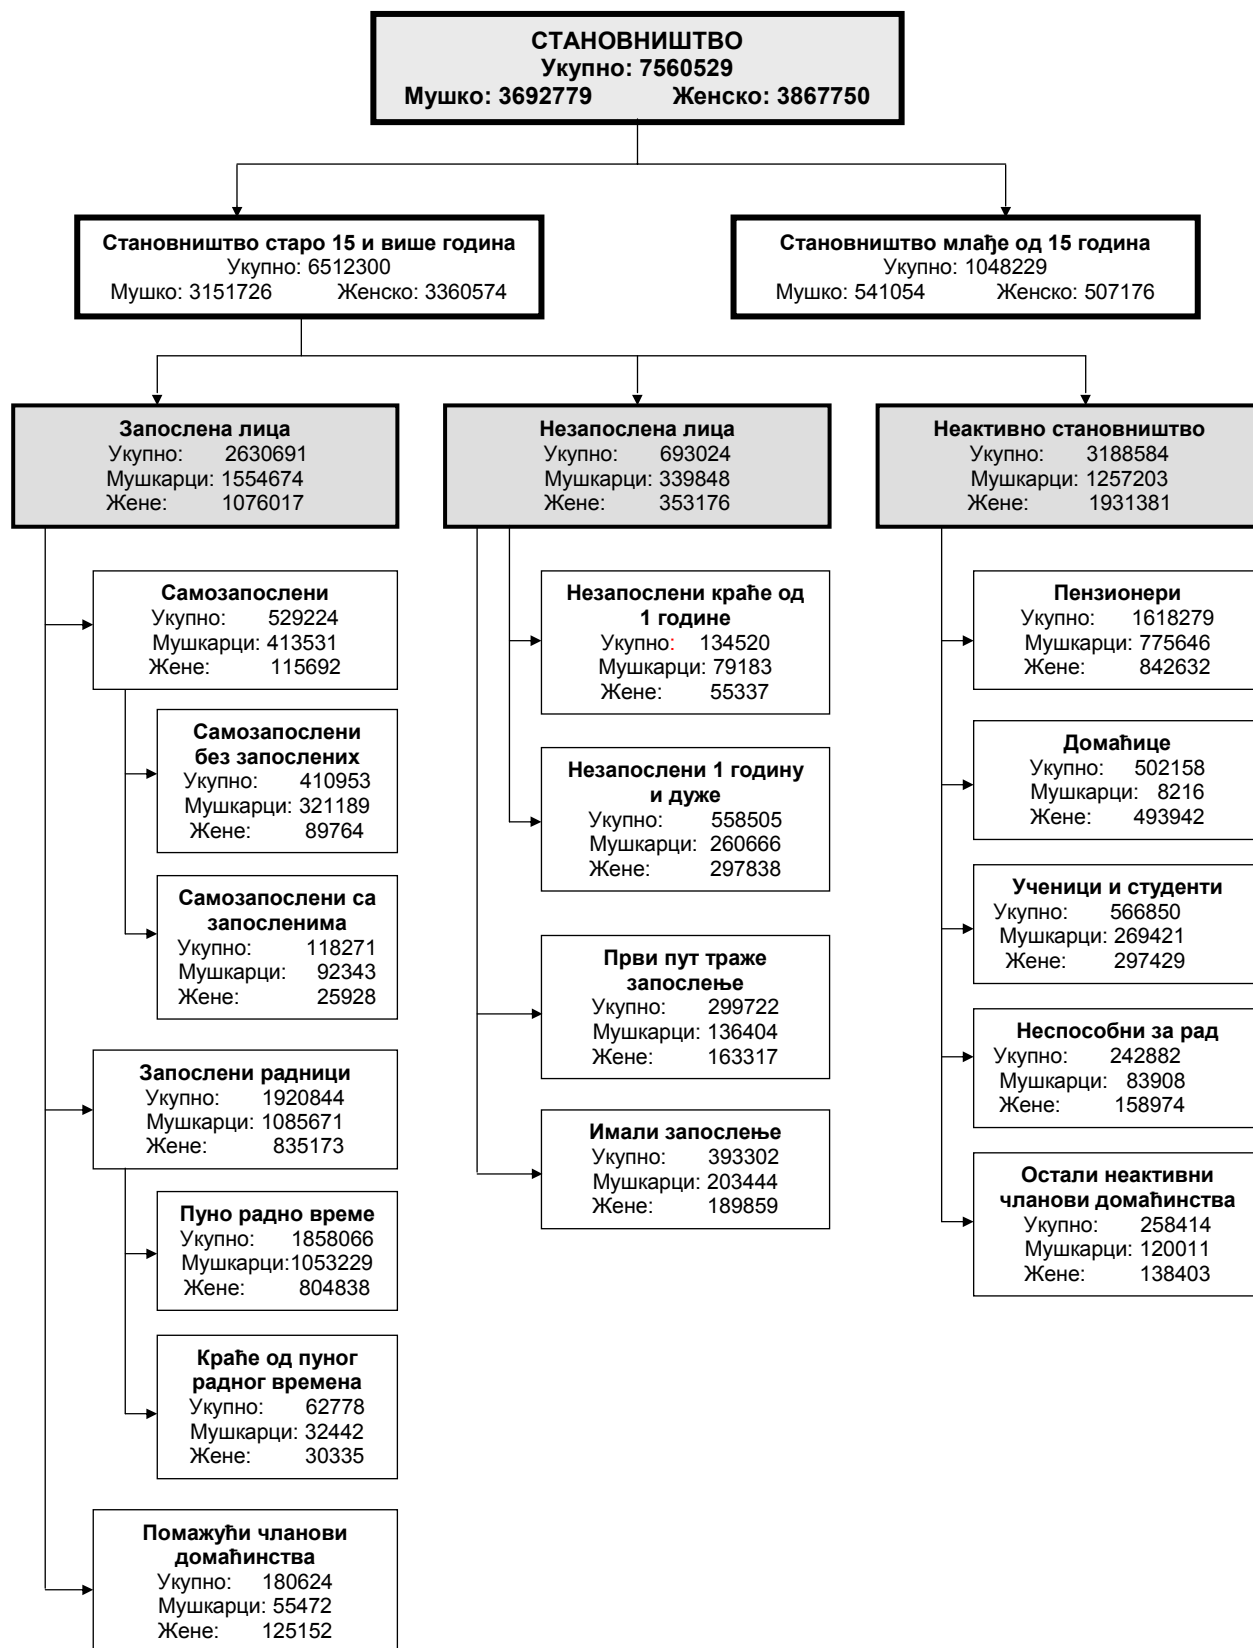 СТАНОВНИШТВО
Укупно: 7560529
Мушко: 3692779 Женско: 3867750
Становништво старо 15 и више година
Укупно: 6512300
Мушко: 3151726 Женско: 3360574
Становништво млађе од 15 година
Укупно: 1048229
Мушко: 541054 Женско: 507176
Запослена лица
Укупно: 2630691
Мушкарци: 1554674
Жене: 1076017
Самозапослени
Укупно: 529224
Мушкарци: 413531
Жене: 115692
Самозапослени
без запослених
Укупно: 410953
Мушкарци: 321189
Жене: 89764
Самозапослени са
запосленима
Укупно: 118271
Мушкарци: 92343
Жене: 25928
Запослени радници
Укупно: 1920844
Мушкарци: 1085671
Жене: 835173
Пуно радно време
Укупно: 1858066
Мушкарци:1053229
Жене: 804838
Краће од пуног
радног времена
Укупно: 62778
Мушкарци: 32442
Жене: 30335
Помажући чланови
домаћинства
Укупно: 180624
Мушкарци: 55472
Жене: 125152
Незапослена лица
Укупно: 693024
Мушкарци: 339848
Жене: 353176
Незапослени краће од
1 године
Укупно: 134520
Мушкарци: 79183
Жене: 55337
Незапослени 1 годину
и дуже
Укупно: 558505
Мушкарци: 260666
Жене: 297838
Први пут траже
запослење
Укупно: 299722
Мушкарци: 136404
Жене: 163317
Имали запослење
Укупно: 393302
Мушкарци: 203444
Жене: 189859
Неактивно становништво
Укупно: 3188584
Мушкарци: 1257203
Жене: 1931381
Пензионери
Укупно: 1618279
Мушкарци: 775646
Жене: 842632
Домаћице
Укупно: 502158
Мушкарци: 8216
Жене: 493942
Ученици и студенти
Укупно: 566850
Мушкарци: 269421
Жене: 297429
Неспособни за рад
Укупно: 242882
Мушкарци: 83908
Жене: 158974
Остали неактивни
чланови домаћинства
Укупно: 258414
Мушкарци: 120011
Жене: 138403